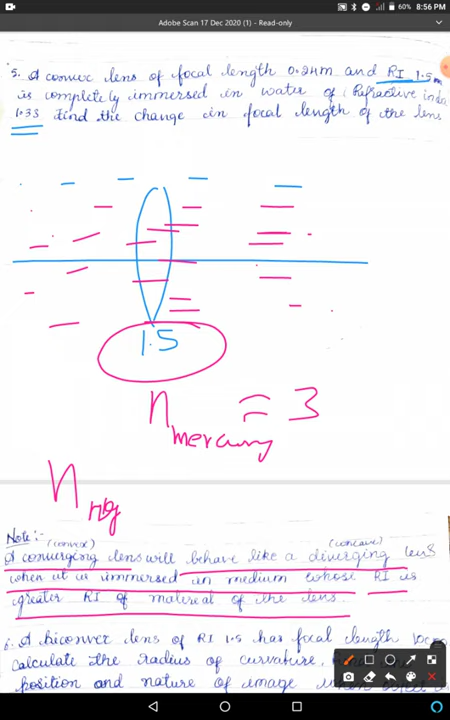 60% 8:56 PM
Adobe Scan 17 Dec 2020 (1) - Read-only
5. A convex lens of focal length 0.24m and RI 1.5
is completely immersed in water of (Refractive
1.33 find the change in focal length of the lens
1.5
n mercury = 3
n Hg
Note:-
(convex) (concave)
A converging lens will behave like a diverging lens
when it is immersed in medium whose RI is
greater RI of material of the lens.
6. A biconvex lens of RI 1.5 has focal length
calculate the radius of curvature,
position and nature of image